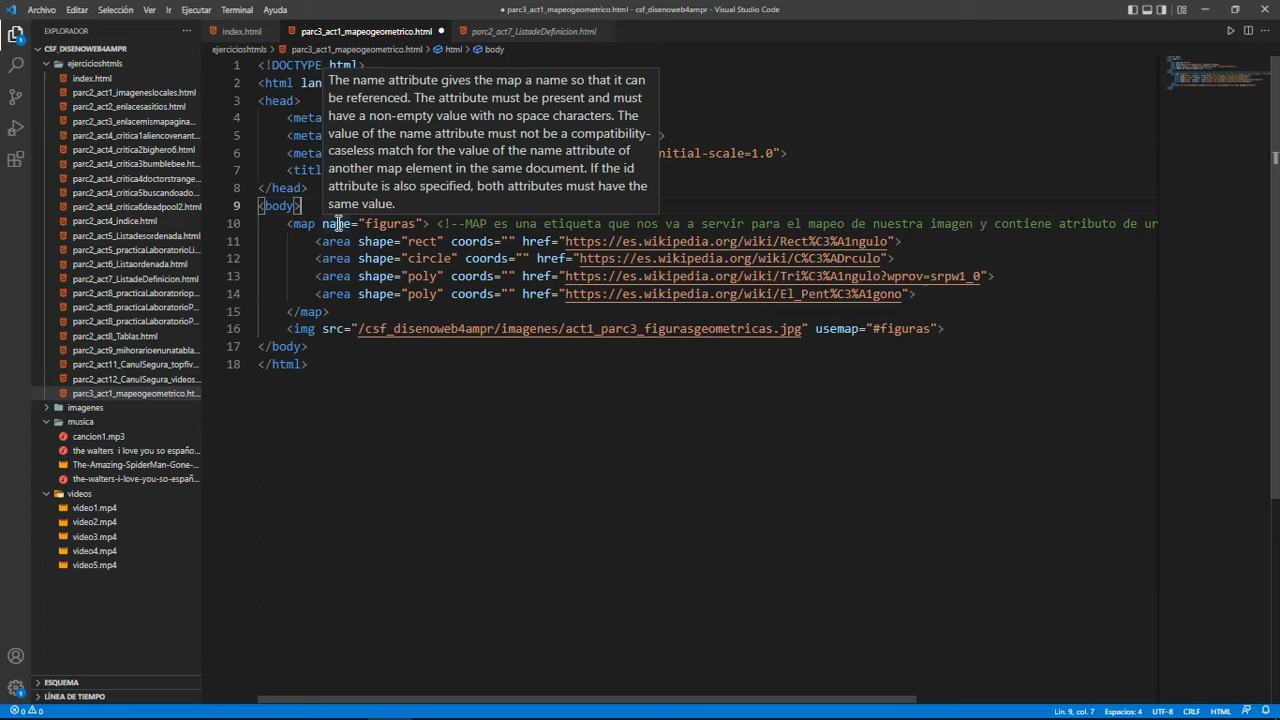 Archivo Editar Selección Ver Ir Ejecutar Terminal Ayuda
● parc3_act1_mapeogeometrico.html - csf_disenoweb4ampr - Visual Studio Code
EXPLORADOR
CSF_DISENOWEB4AMPR
ejercicioshtmls
index.html
parc2_act1_imageneslocales.html
parc2_act2_enlacesasitios.html
parc2_act3_enlacemismapagina...
parc2_act4_critica1aliencovenant...
parc2_act4_critica2bighero6.html
parc2_act4_critica3bumblebee.html
parc2_act4_critica4doctorstrange...
parc2_act4_critica5buscandoado...
parc2_act4_critica6deadpool2.html
parc2_act4_indice.html
parc2_act5_Listadesordenada.html
parc2_act5_practicaLaboratorioLi...
parc2_act6_Listaordenada.html
parc2_act7_ListadeDefinicion.html
parc2_act8_practicaLaboratoriop...
parc2_act8_practicaLaboratorior...
parc2_act8_practicaLaboratorioT...
parc2_act8_Tablas.html
parc2_act9_mihorarioenunatabla...
parc2_act11_CanulSegura_topfiv...
parc2_act12_CanulSegura_videos...
parc3_act1_mapeogeometrico.ht...
imagenes
musica
cancion1.mp3
the walters i love you so españo...
The-Amazing-SpiderMan-Gone-...
the-walters-i-love-you-so-españ...
videos
video1.mp4
video2.mp4
video3.mp4
video4.mp4
video5.mp4
ESQUEMA
LÍNEA DE TIEMPO
index.html parc3_act1_mapeogeometrico.html ● parc2_act7_ListadeDefinicion.html
ejercicioshtmls > parc3_act1_mapeogeometrico.html > html > body
1 <!DOCTYPE html>
2 <html lan
3 <head>
4 <meta
5 <meta >
6 <meta nitial-scale=1.0">
7 <titl
8 </head>
The name attribute gives the map a name so that it can
be referenced. The attribute must be present and must
have a non-empty value with no space characters. The
value of the name attribute must not be a compatibility-
caseless match for the value of the name attribute of
another map element in the same document. If the id
attribute is also specified, both attributes must have the
same value.
9 <body>
10 <map name="figuras"> <!--MAP es una etiqueta que nos va a servir para el mapeo de nuestra imagen y contiene atributo de ur
11 <area shape="rect" coords="" href="https://es.wikipedia.org/wiki/Rect%C3%A1ngulo">
12 <area shape="circle" coords="" href="https://es.wikipedia.org/wiki/C%C3%ADrculo">
13 <area shape="poly" coords="" href="https://es.wikipedia.org/wiki/Tri%C3%A1ngulo?wprov=srpw1_0">
14 <area shape="poly" coords="" href="https://es.wikipedia.org/wiki/El_Pent%C3%A1gono">
15 </map>
16 <img src="/csf_disenoweb4ampr/imagenes/act1_parc3_figurasgeometricas.jpg" usemap="#figuras">
17 </body>
18 </html>
0 0 Lín. 9, col. 7 Espacios: 4 UTF-8 CRLF HTML